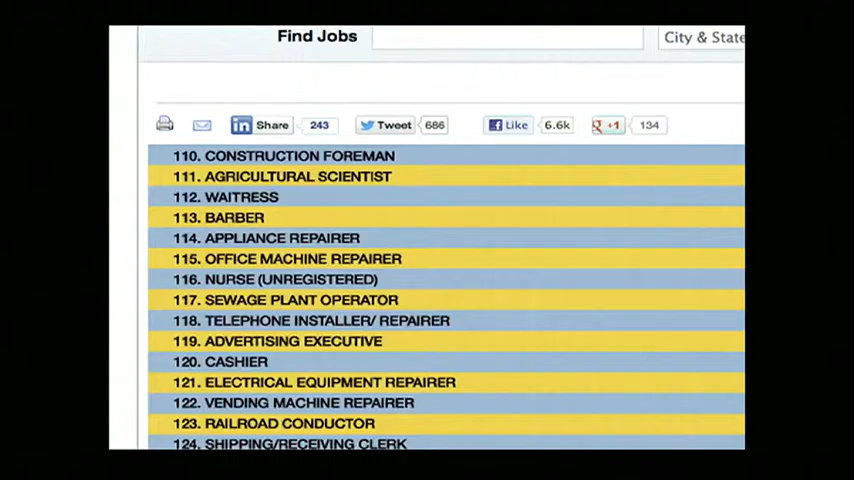 Find Jobs City & State
in Share 243 Tweet 686 Like 6.6k +1 134
110. CONSTRUCTION FOREMAN
111. AGRICULTURAL SCIENTIST
112. WAITRESS
113. BARBER
114. APPLIANCE REPAIRER
115. OFFICE MACHINE REPAIRER
116. NURSE (UNREGISTERED)
117. SEWAGE PLANT OPERATOR
118. TELEPHONE INSTALLER/ REPAIRER
119. ADVERTISING EXECUTIVE
120. CASHIER
121. ELECTRICAL EQUIPMENT REPAIRER
122. VENDING MACHINE REPAIRER
123. RAILROAD CONDUCTOR
124. SHIPPING/RECEIVING CLERK